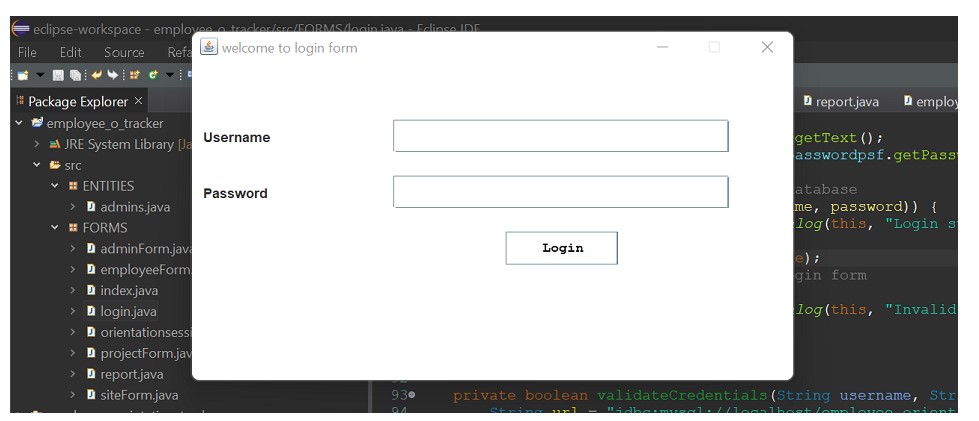 eclipse-workspace - employee_o_tracker/src/FORMS/login.java - Eclipse IDE
File Edit Source Refa
welcome to login form
Package Explorer
report.java employ
employee_o_tracker
JRE System Library [Ja
src
ENTITIES
admins.java
FORMS
adminForm.java
employeeForm.
index.java
login.java
orientationsessi
projectForm.jav
report.java
siteForm.java
Username
Password
Login
getText();
asswordpsf.getPassw
atabase
me, password)) {
log(this, "Login s
e);
gin form
log(this, "Invalid
93 private boolean validateCredentials(String username, Str
94 String url = "jdbc:mysql://localhost/employee_orient